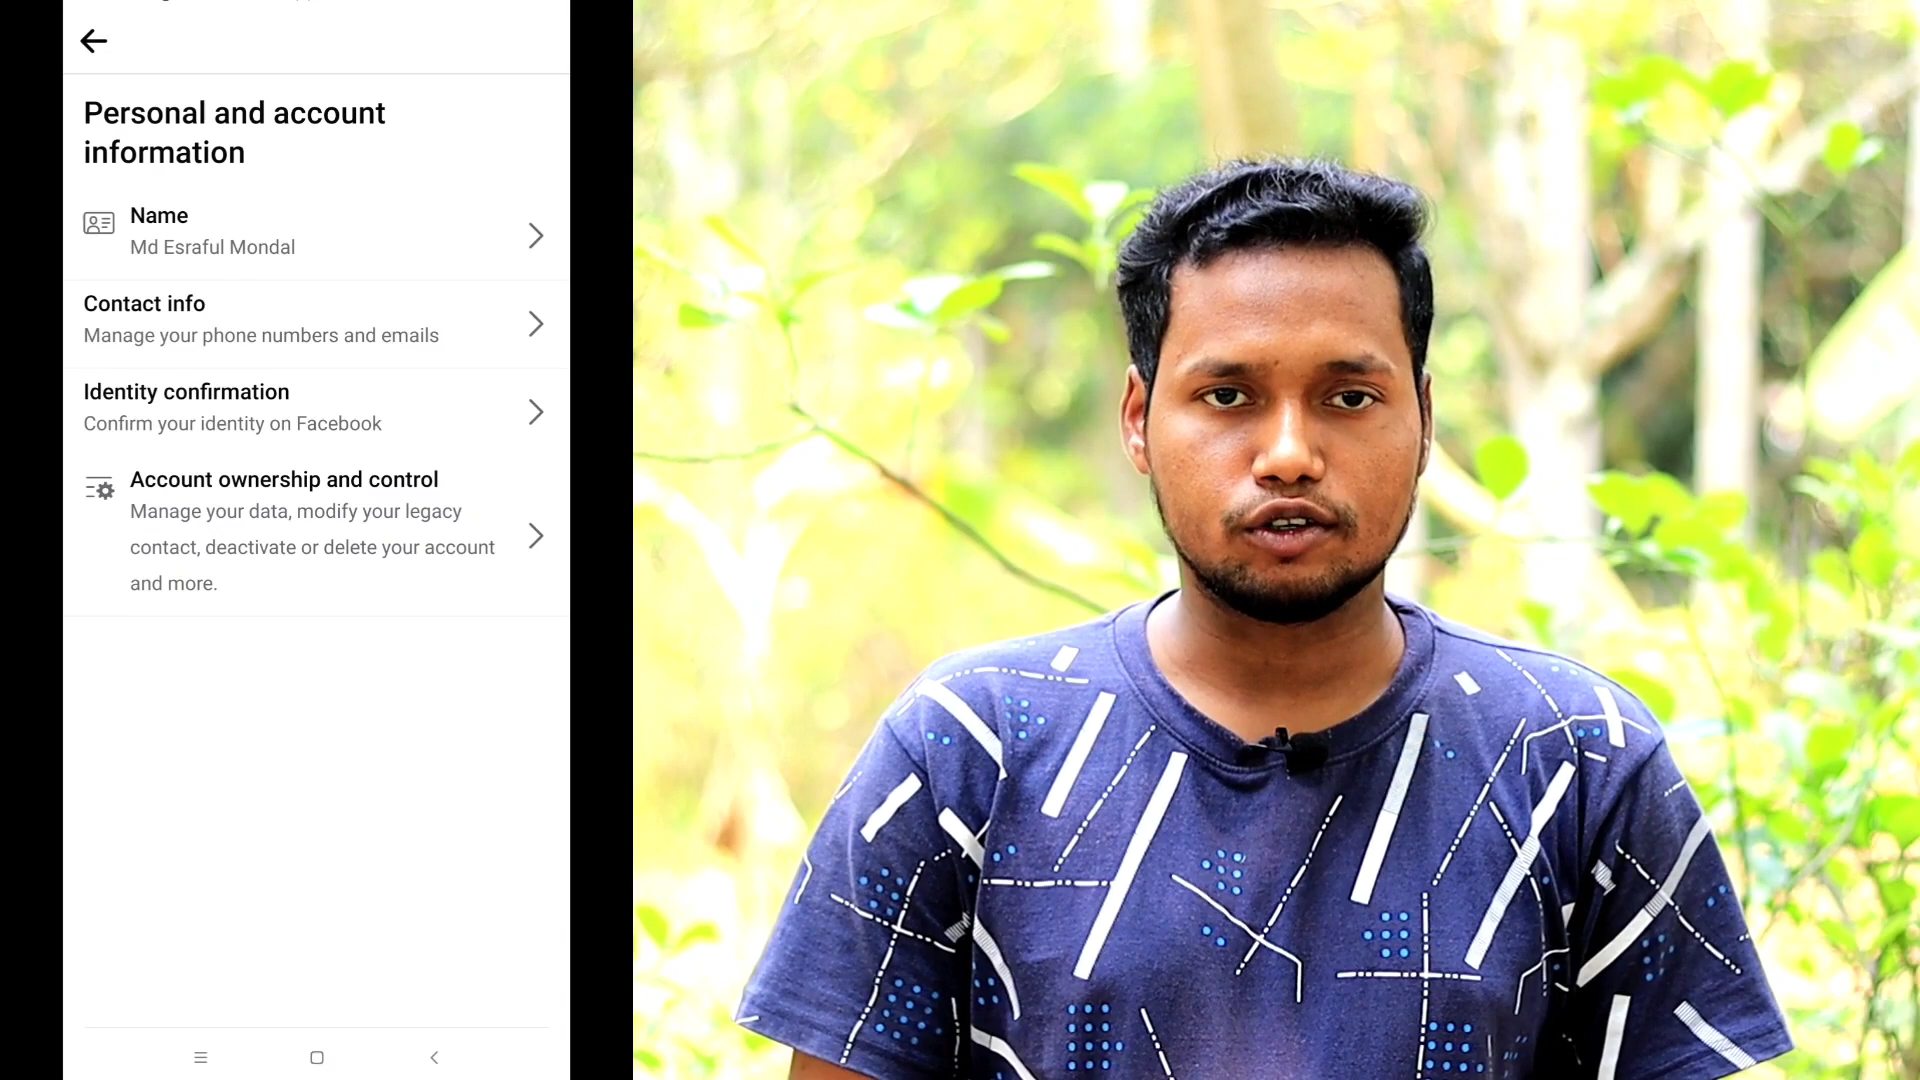 Personal and account
information
Name
Md Esraful Mondal
Contact info
Manage your phone numbers and emails
Identity confirmation
Confirm your identity on Facebook
Account ownership and control
Manage your data, modify your legacy
contact, deactivate or delete your account
and more.